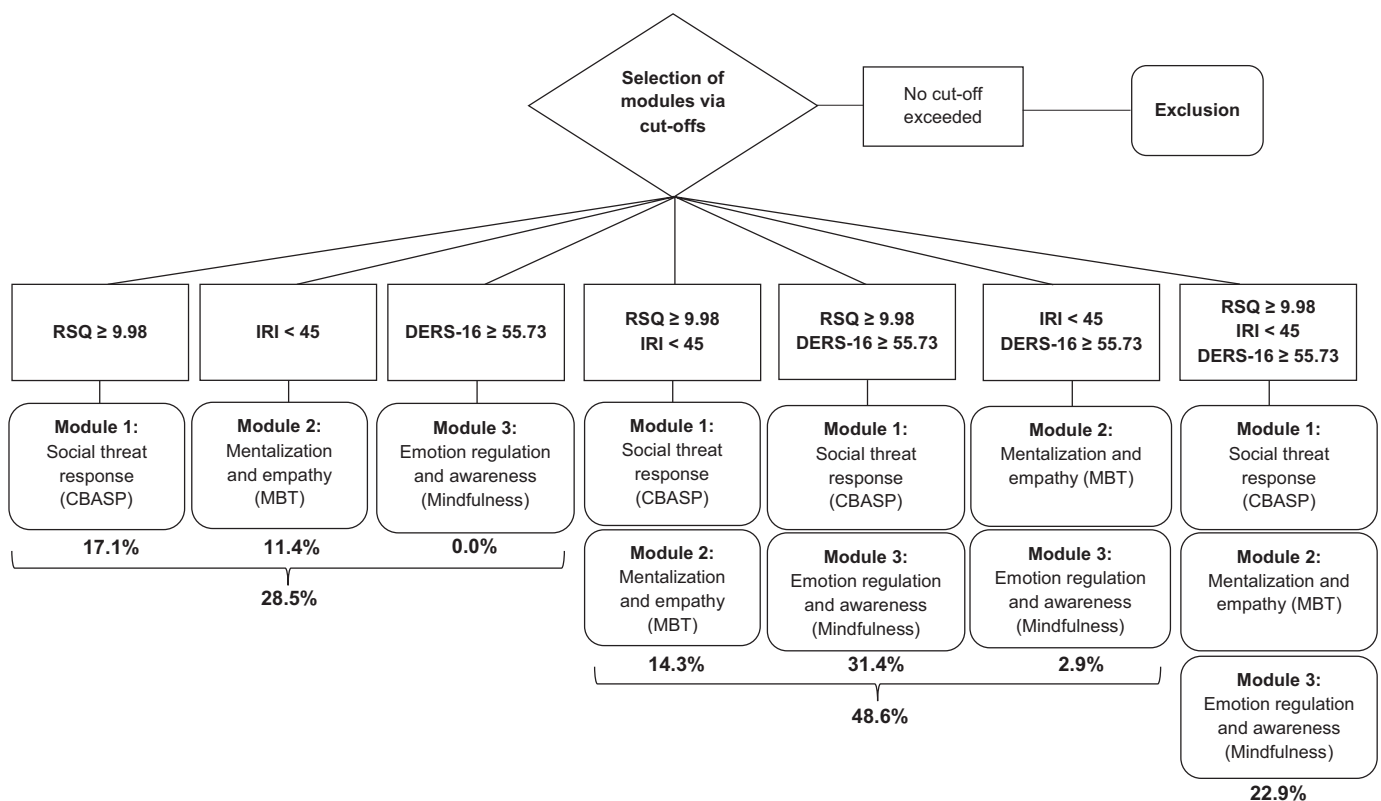 Selection of
modules via
cut-offs
No cut-off
exceeded
Exclusion
RSQ ≥ 9.98
IRI < 45
DERS-16 ≥ 55.73
RSQ ≥ 9.98
IRI < 45
RSQ ≥ 9.98
DERS-16 ≥ 55.73
IRI < 45
DERS-16 ≥ 55.73
RSQ ≥ 9.98
IRI < 45
DERS-16 ≥ 55.73
Module 1:
Social threat
response
(CBASP)
17.1%
Module 2:
Mentalization
and empathy
(MBT)
11.4%
Module 3:
Emotion regulation
and awareness
(Mindfulness)
0.0%
28.5%
Module 1:
Social threat
response
(CBASP)
Module 2:
Mentalization
and empathy
(MBT)
14.3%
Module 1:
Social threat
response
(CBASP)
Module 3:
Emotion regulation
and awareness
(Mindfulness)
31.4%
Module 2:
Mentalization and
empathy (MBT)
Module 3:
Emotion regulation
and awareness
(Mindfulness)
2.9%
48.6%
Module 1:
Social threat
response
(CBASP)
Module 2:
Mentalization and
empathy (MBT)
Module 3:
Emotion regulation
and awareness
(Mindfulness)
22.9%